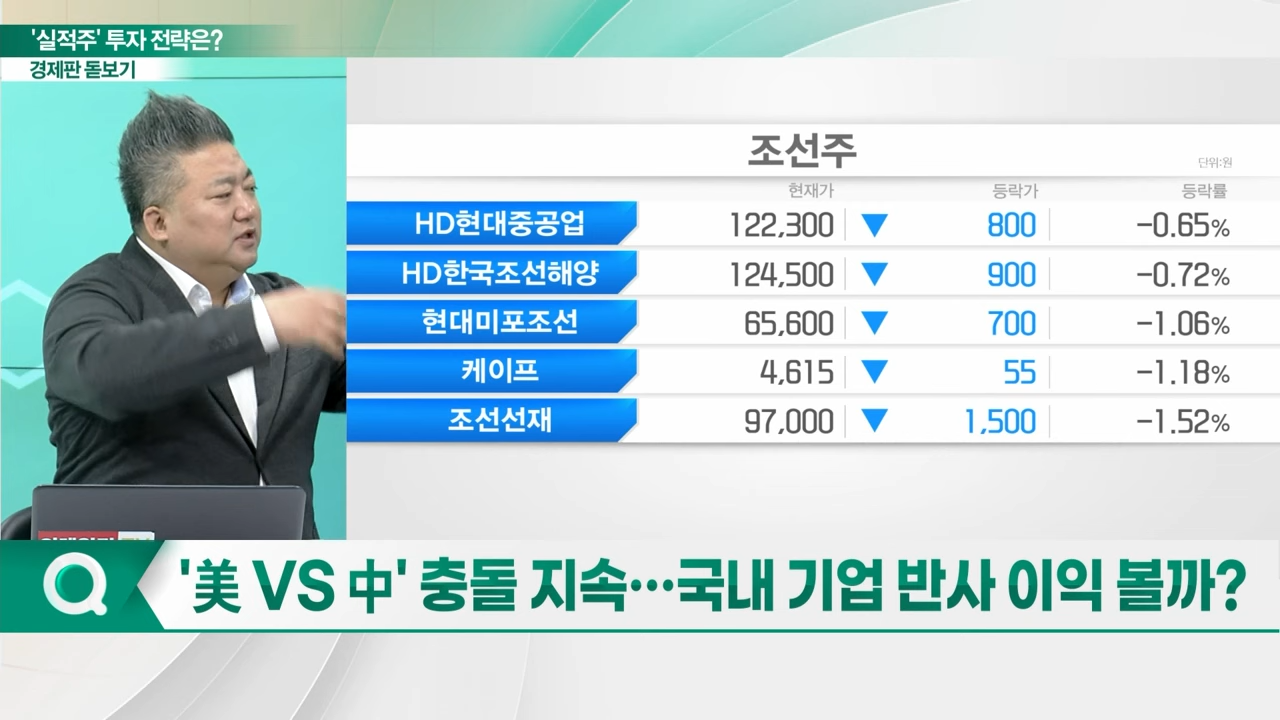 '실적주' 투자 전략은?
경제판 돋보기
조선주
단위:원
현재가 등락가 등락률
HD현대중공업 122,300 ▼ 800 -0.65%
HD한국조선해양 124,500 ▼ 900 -0.72%
현대미포조선 65,600 ▼ 700 -1.06%
케이프 4,615 ▼ 55 -1.18%
조선선재 97,000 ▼ 1,500 -1.52%
'美 VS 中' 충돌 지속…국내 기업 반사 이익 볼까?